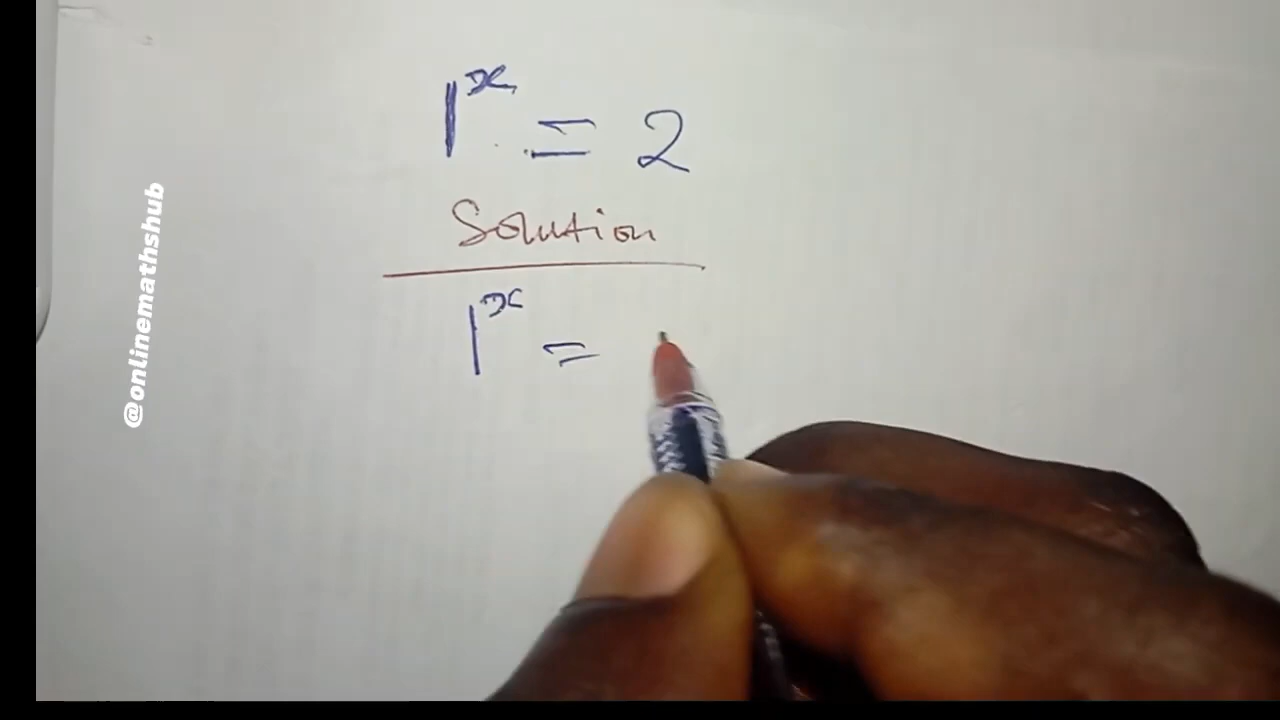 1^x = 2
Solution
1^x =
@onlinemathshub